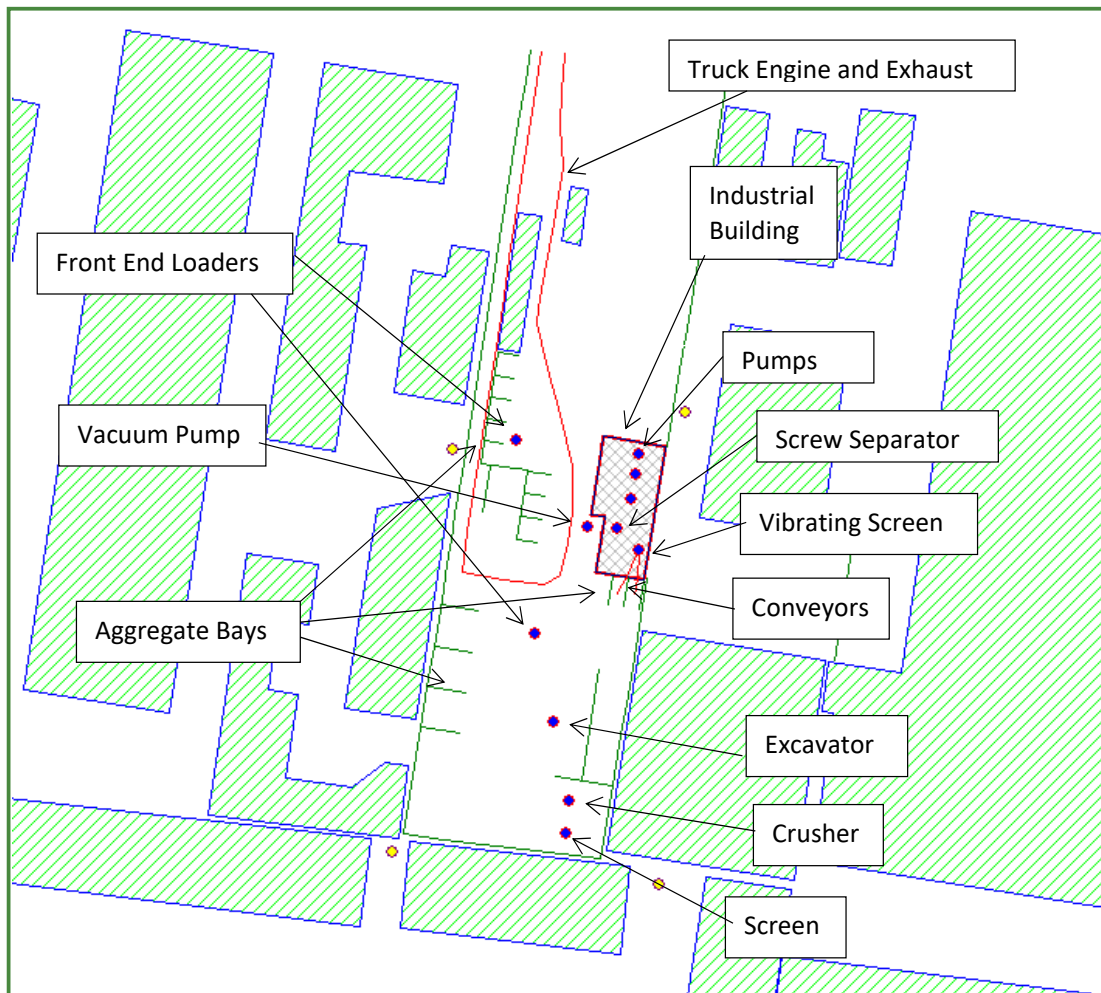 Truck Engine and Exhaust
Industrial
Building
Front End Loaders
Pumps
Vacuum Pump
Screw Separator
Vibrating Screen
Conveyors
Aggregate Bays
Excavator
Crusher
Screen